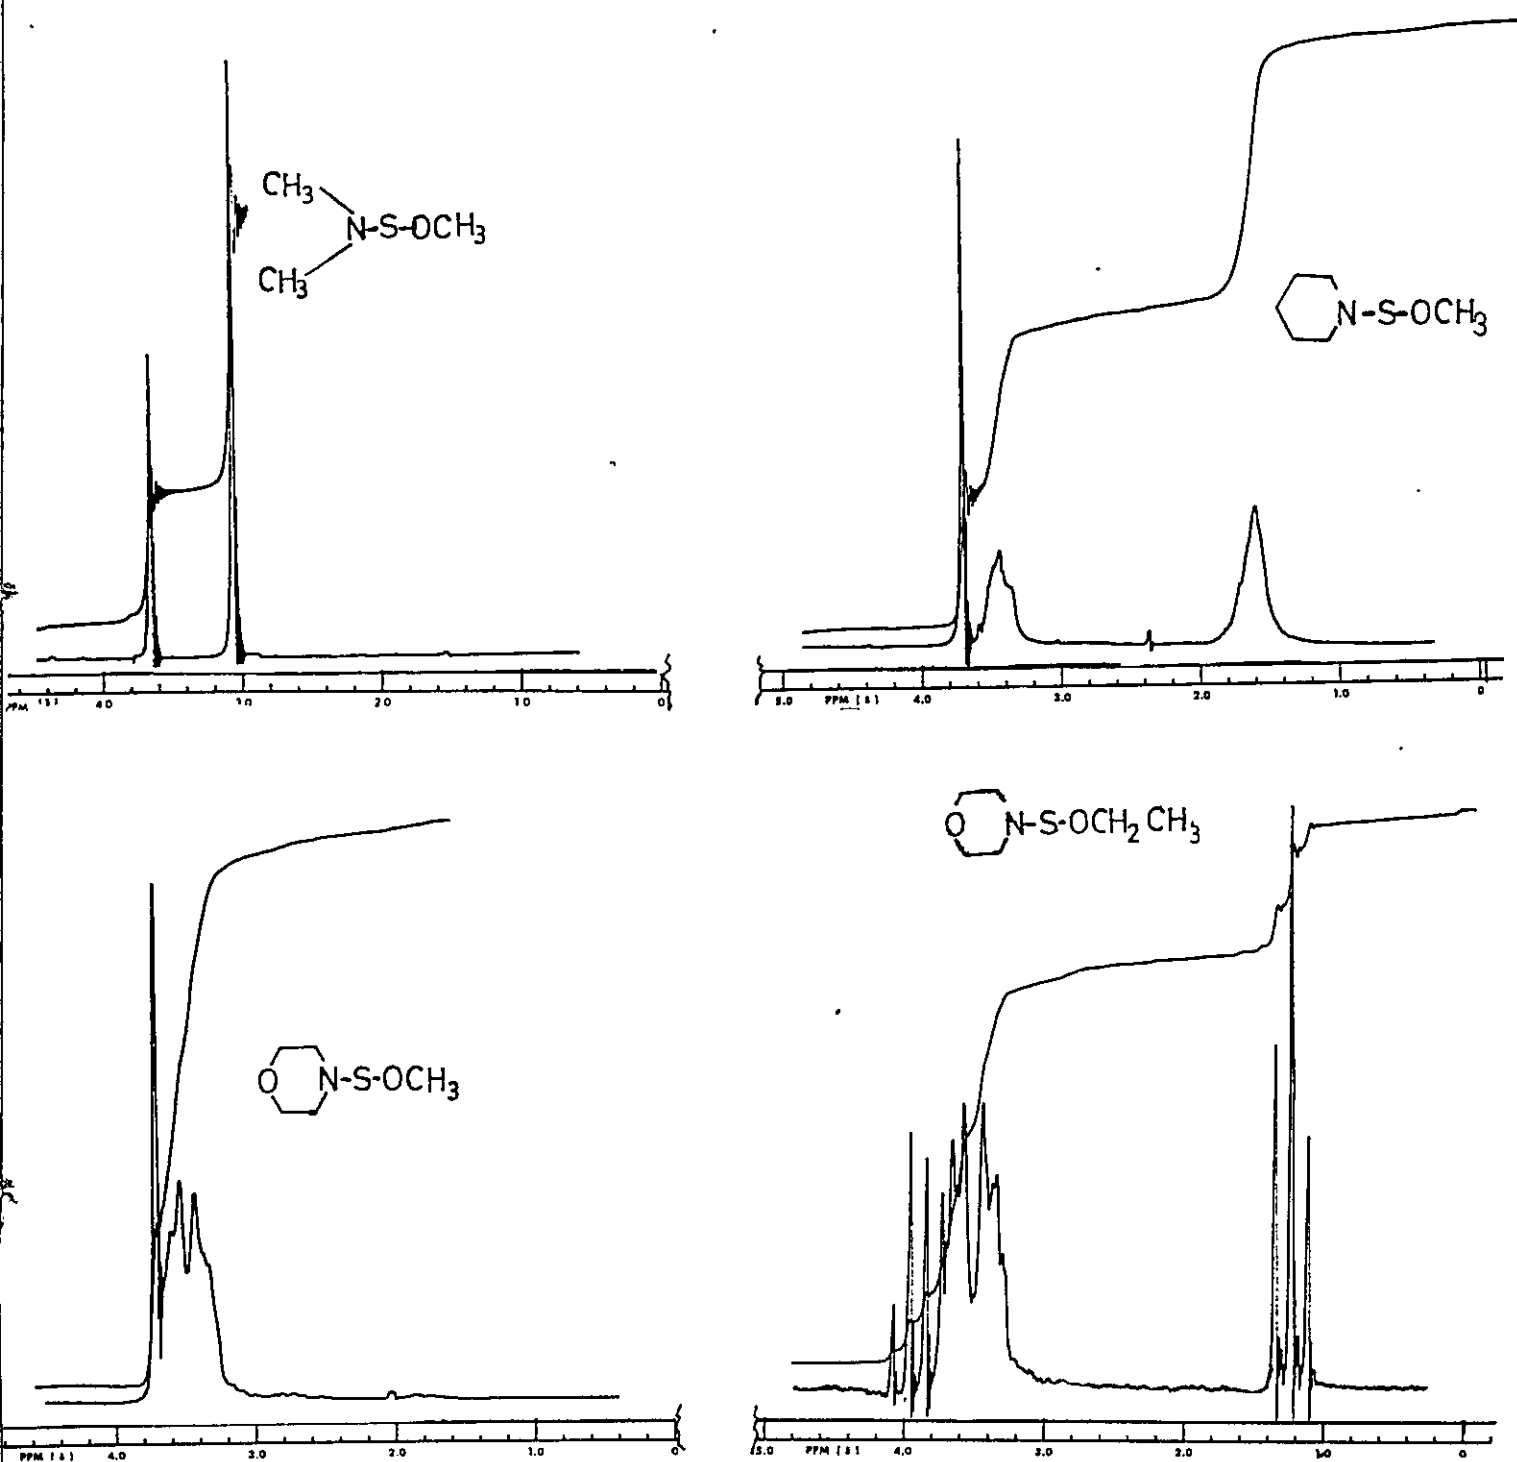 CH3
N-S-OCH3
CH3
PPM (δ) 4.0 3.0 2.0 1.0 0
N-S-OCH3
5.0 PPM [δ] 4.0 3.0 2.0 1.0 0
O N-S-OCH3
PPM [δ] 4.0 3.0 2.0 1.0 0
O N-S-OCH2CH3
5.0 PPM [δ] 4.0 3.0 2.0 1.0 0